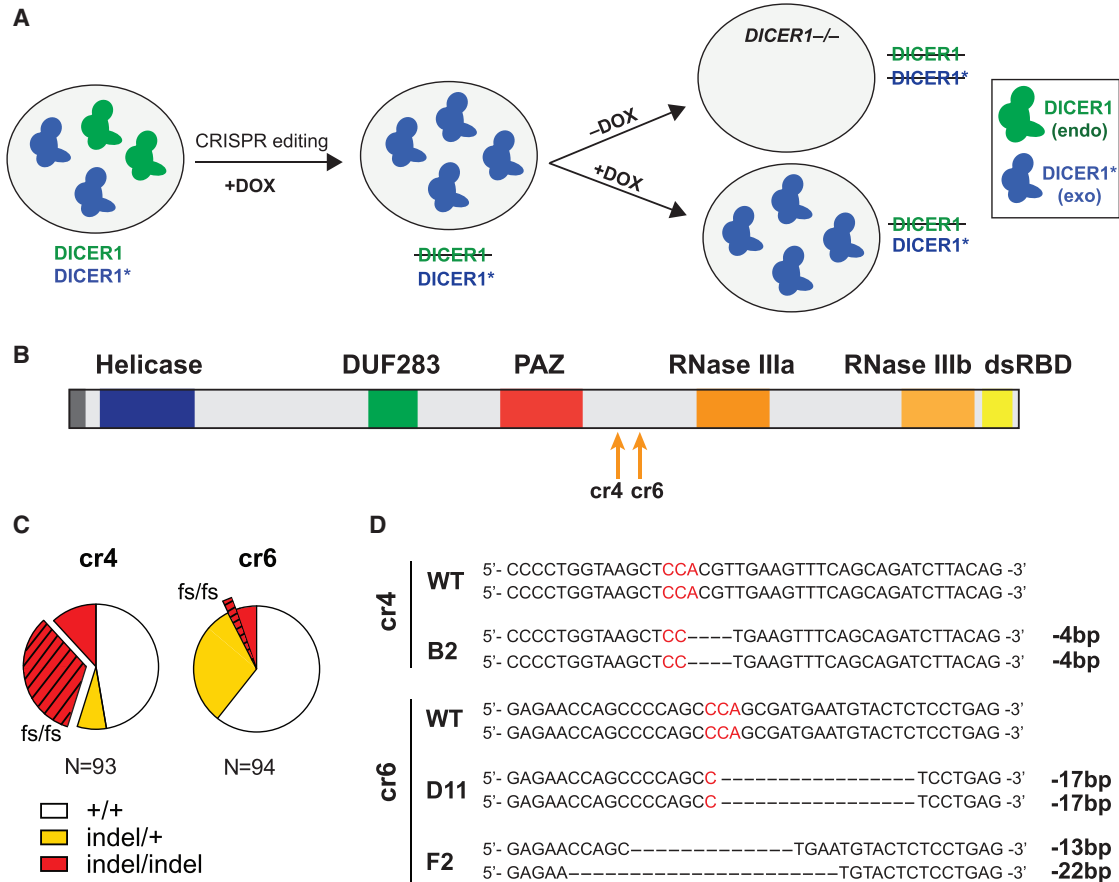 A
DICER1
DICER1*
CRISPR editing
+DOX
DICER1
DICER1*
–DOX
+DOX
DICER1–/–
DICER1
DICER1*
DICER1
DICER1*
DICER1
(endo)
DICER1*
(exo)
B
Helicase DUF283 PAZ RNase IIIa RNase IIIb dsRBD
cr4 cr6
C
cr4 cr6
fs/fs
fs/fs
N=93 N=94
+/+
indel/+
indel/indel
D
cr4
WT
5'- CCCCTGGTAAGCTCCACGTTGAAGTTTCAGCAGATCTTACAG -3'
5'- CCCCTGGTAAGCTCCACGTTGAAGTTTCAGCAGATCTTACAG -3'
B2
5'- CCCCTGGTAAGCTCC----TGAAGTTTCAGCAGATCTTACAG -3' -4bp
5'- CCCCTGGTAAGCTCC----TGAAGTTTCAGCAGATCTTACAG -3' -4bp
cr6
WT
5'- GAGAACCAGCCCCAGCCCAGCGATGAATGTACTCTCCTGAG -3'
5'- GAGAACCAGCCCCAGCCCAGCGATGAATGTACTCTCCTGAG -3'
D11
5'- GAGAACCAGCCCCAGCC-----------------TCCTGAG -3' -17bp
5'- GAGAACCAGCCCCAGCC-----------------TCCTGAG -3' -17bp
F2
5'- GAGAACCAGC-------------TGAATGTACTCTCCTGAG -3' -13bp
5'- GAGAA----------------------TGTACTCTCCTGAG -3' -22bp